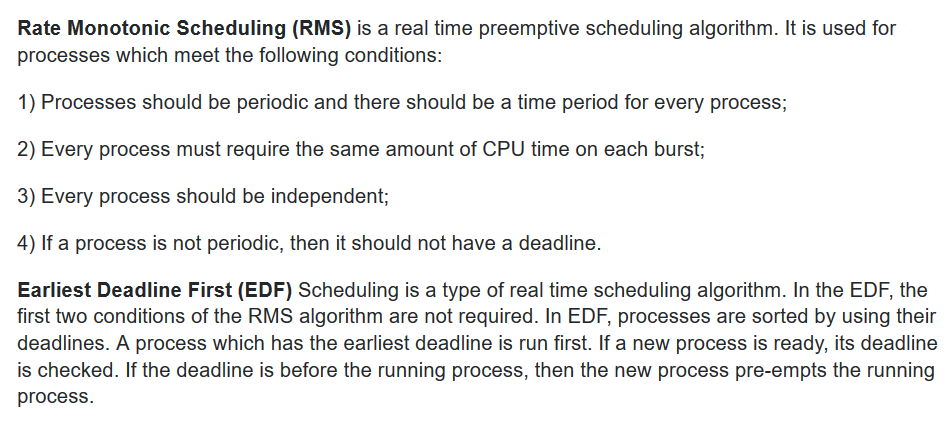 Rate Monotonic Scheduling (RMS) is a real time preemptive scheduling algorithm. It is used for
processes which meet the following conditions:
1) Processes should be periodic and there should be a time period for every process;
2) Every process must require the same amount of CPU time on each burst;
3) Every process should be independent;
4) If a process is not periodic, then it should not have a deadline.
Earliest Deadline First (EDF) Scheduling is a type of real time scheduling algorithm. In the EDF, the
first two conditions of the RMS algorithm are not required. In EDF, processes are sorted by using their
deadlines. A process which has the earliest deadline is run first. If a new process is ready, its deadline
is checked. If the deadline is before the running process, then the new process pre-empts the running
process.